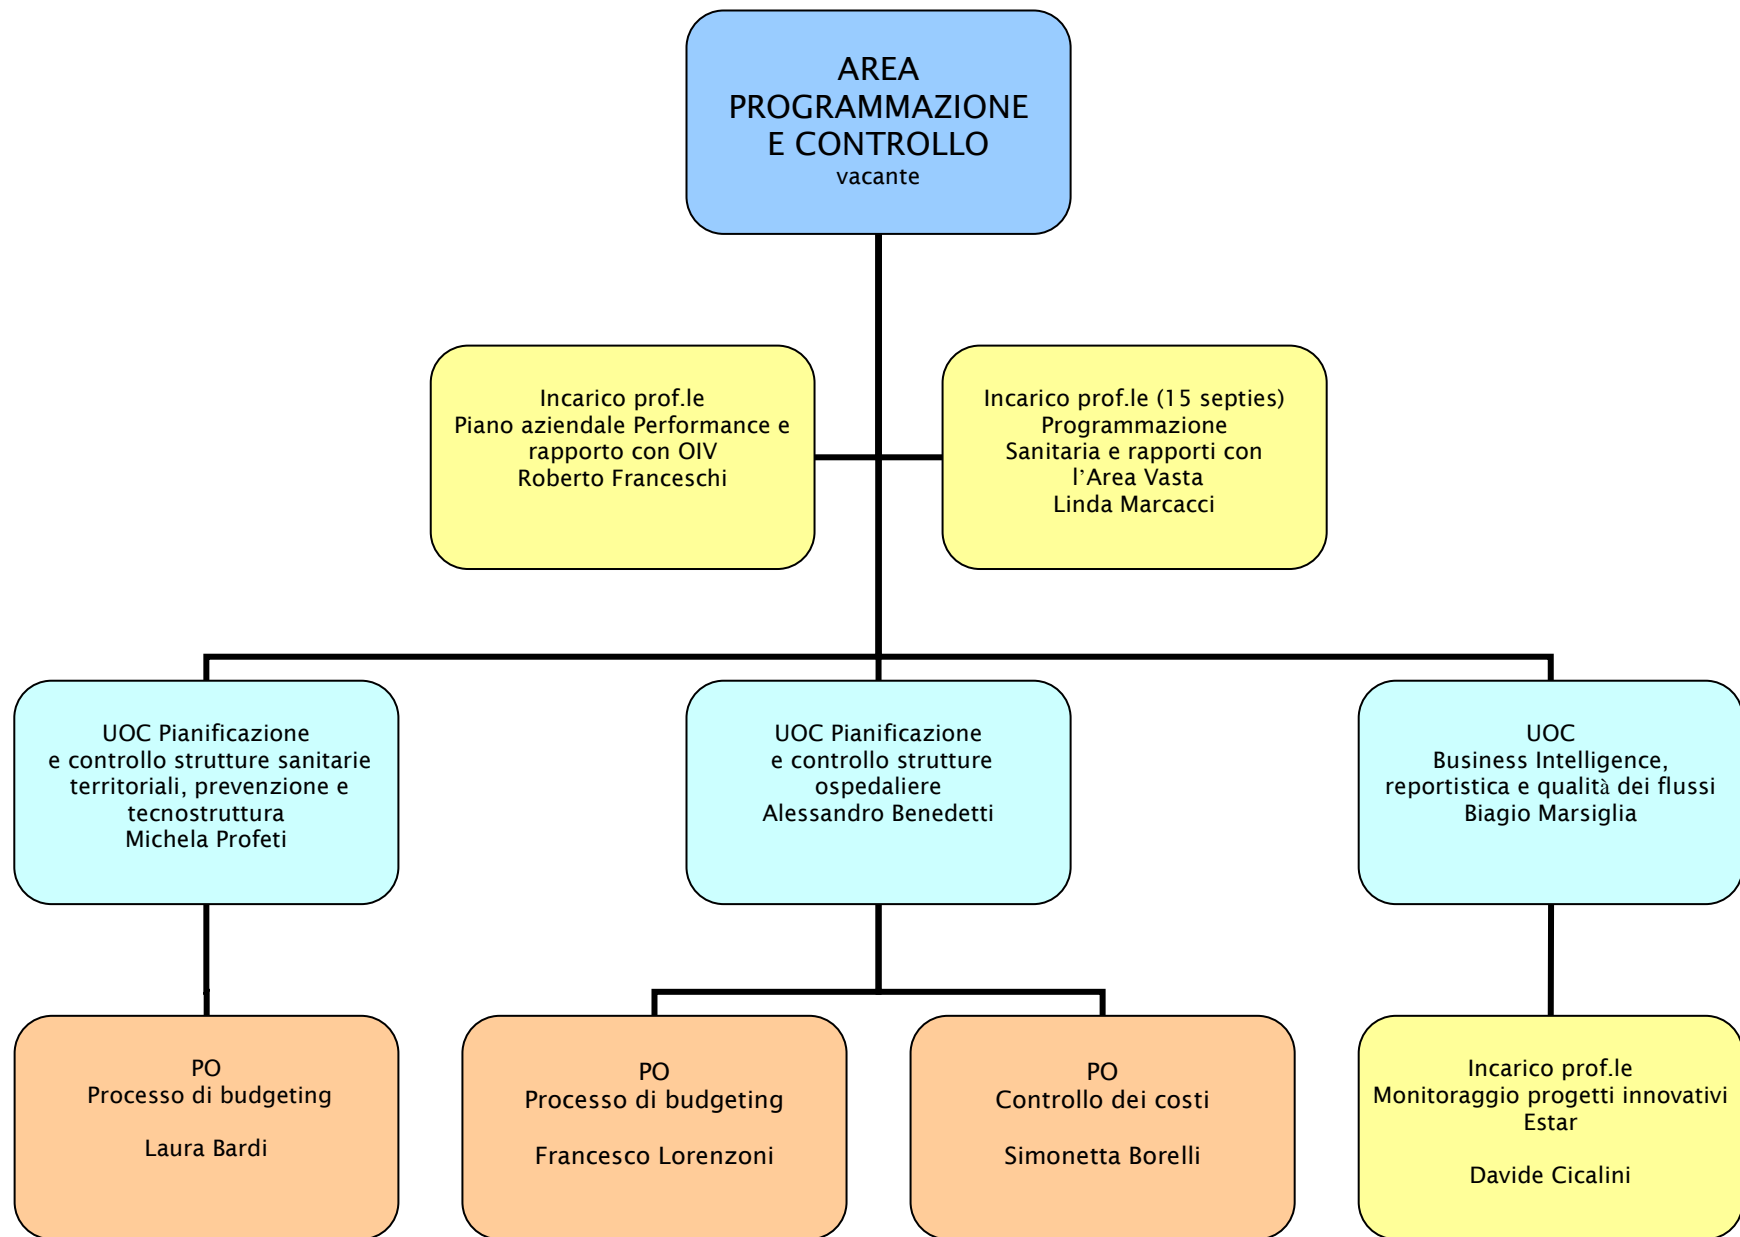 AREA
PROGRAMMAZIONE
E CONTROLLO
vacante
Incarico prof.le
Piano aziendale Performance e
rapporto con OIV
Roberto Franceschi
Incarico prof.le (15 septies)
Programmazione
Sanitaria e rapporti con
l’Area Vasta
Linda Marcacci
UOC Pianificazione
e controllo strutture sanitarie
territoriali, prevenzione e
tecnostruttura
Michela Profeti
UOC Pianificazione
e controllo strutture
ospedaliere
Alessandro Benedetti
UOC
Business Intelligence,
reportistica e qualità dei flussi
Biagio Marsiglia
PO
Processo di budgeting
Laura Bardi
PO
Processo di budgeting
Francesco Lorenzoni
PO
Controllo dei costi
Simonetta Borelli
Incarico prof.le
Monitoraggio progetti innovativi
Estar
Davide Cicalini